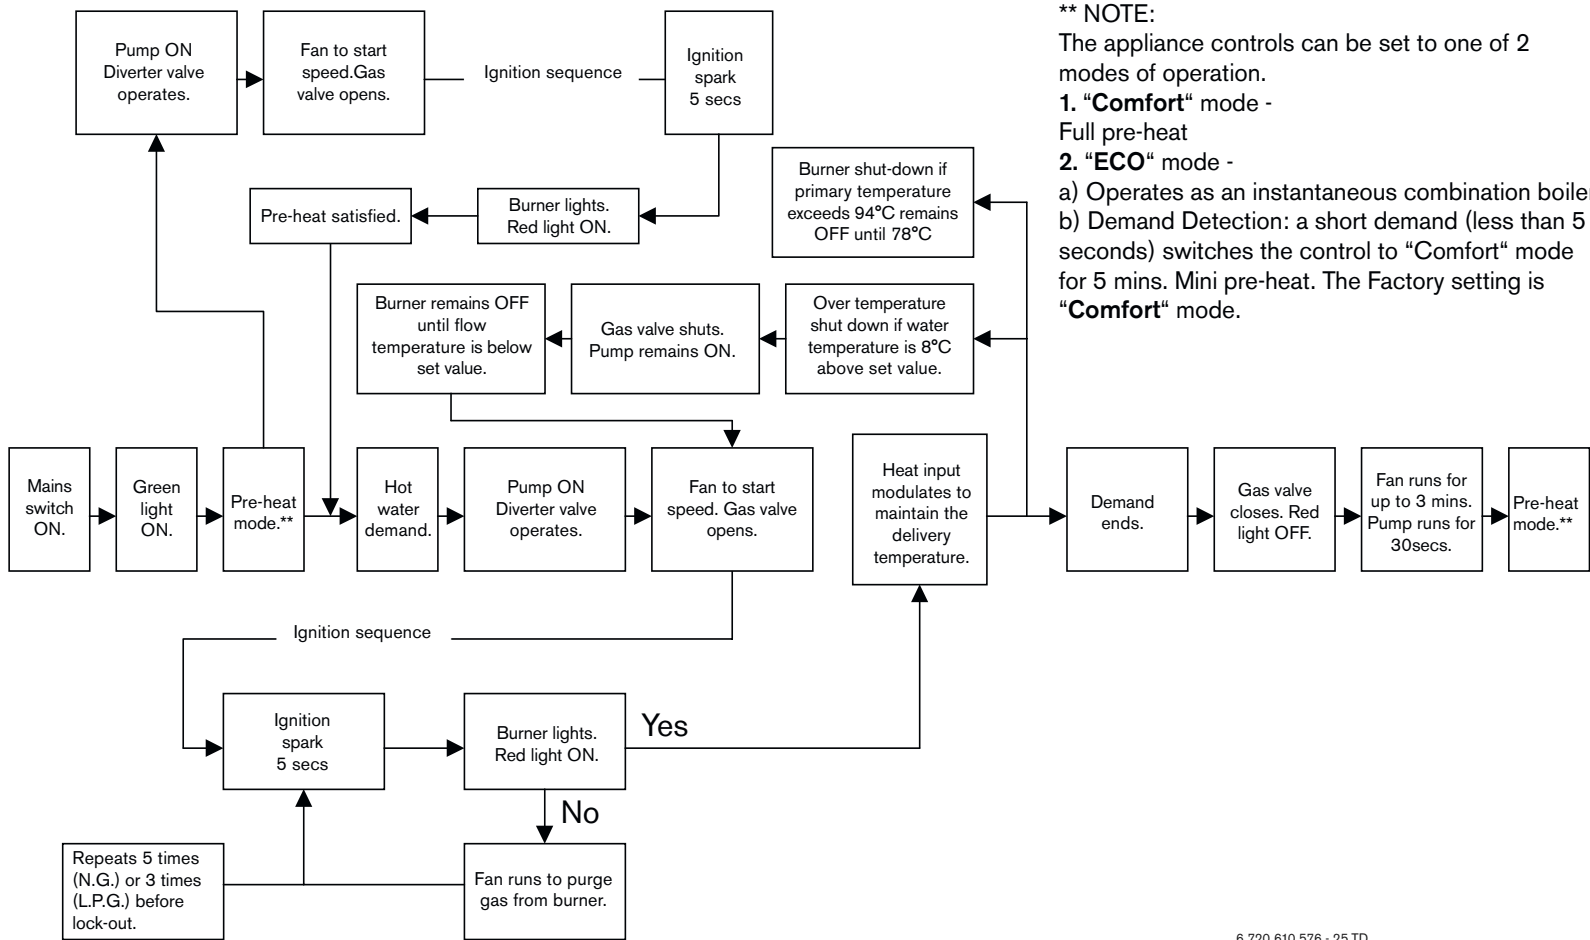 Pump ON
Diverter valve
operates.
Fan to start
speed.Gas
valve opens.
Ignition sequence
Ignition
spark
5 secs
** NOTE:
The appliance controls can be set to one of 2
modes of operation.
1. “Comfort“ mode -
Full pre-heat
2. “ECO“ mode -
a) Operates as an instantaneous combination boiler
b) Demand Detection: a short demand (less than 5
seconds) switches the control to “Comfort“ mode
for 5 mins. Mini pre-heat. The Factory setting is
“Comfort“ mode.
Pre-heat satisfied.
Burner lights.
Red light ON.
Burner shut-down if
primary temperature
exceeds 94°C remains
OFF until 78°C
Burner remains OFF
until flow
temperature is below
set value.
Gas valve shuts.
Pump remains ON.
Over temperature
shut down if water
temperature is 8°C
above set value.
Mains
switch
ON.
Green
light
ON.
Pre-heat
mode.**
Hot
water
demand.
Pump ON
Diverter valve
operates.
Fan to start
speed. Gas valve
opens.
Heat input
modulates to
maintain the
delivery
temperature.
Demand
ends.
Gas valve
closes. Red
light OFF.
Fan runs for
up to 3 mins.
Pump runs for
30secs.
Pre-heat
mode.**
Ignition sequence
Ignition
spark
5 secs
Burner lights.
Red light ON.
Yes
No
Repeats 5 times
(N.G.) or 3 times
(L.P.G.) before
lock-out.
Fan runs to purge
gas from burner.
6 720 610 576 - 25 TD